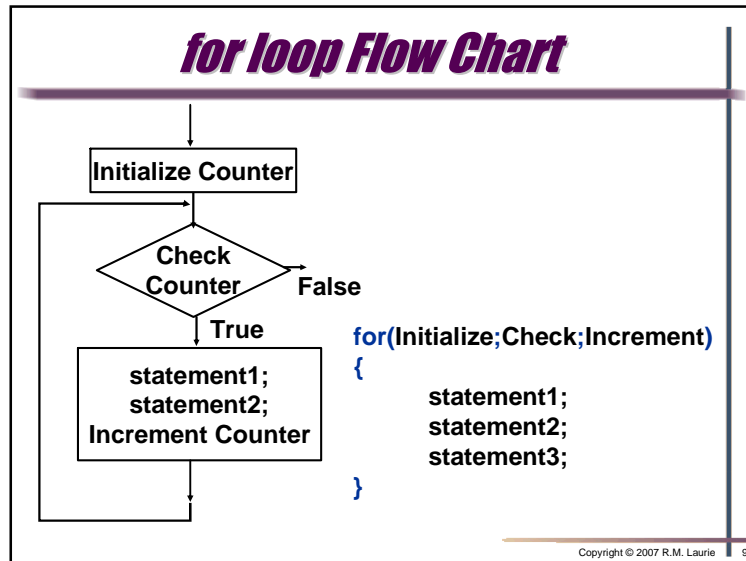 for loop Flow Chart
Initialize Counter
Check
Counter
False
True
statement1;
statement2;
Increment Counter
for(Initialize;Check;Increment)
{
statement1;
statement2;
statement3;
}
Copyright © 2007 R.M. Laurie
9